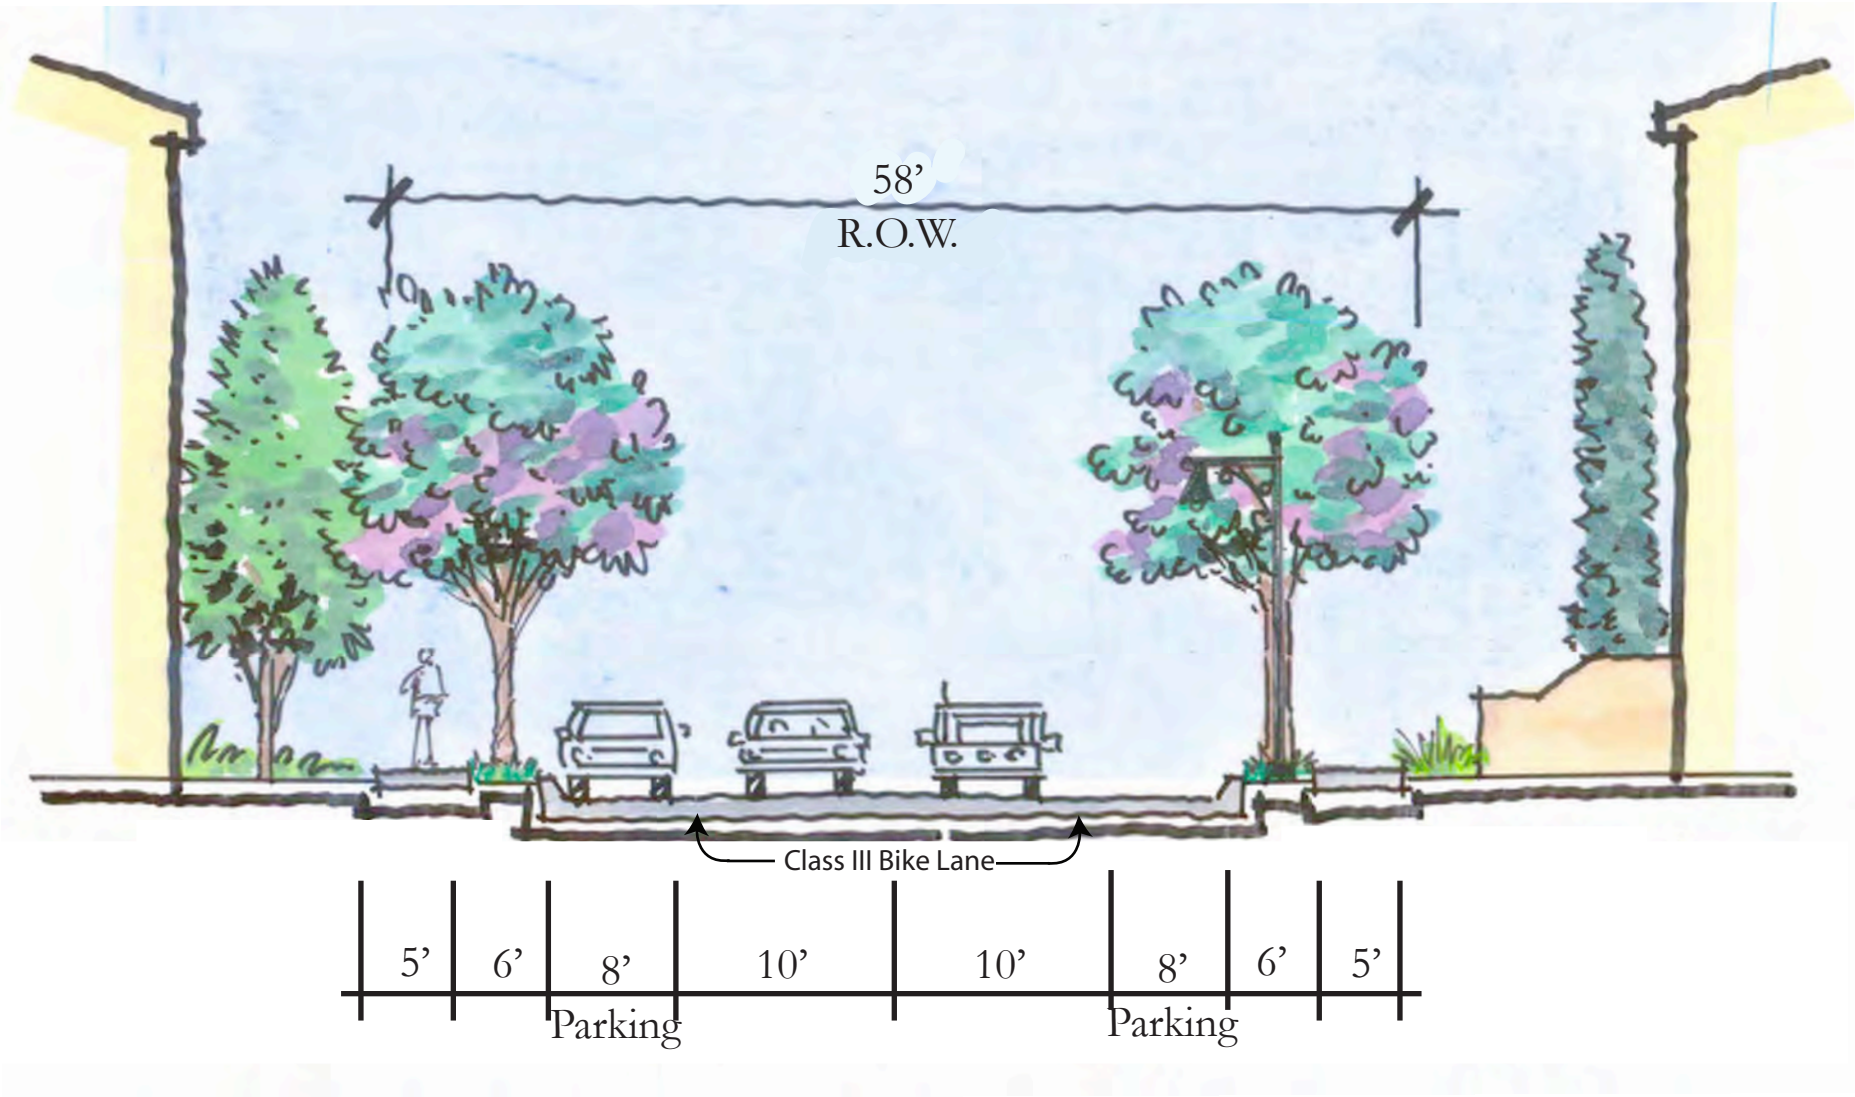 58’
R.O.W.
Class III Bike Lane
5’ 6’ 8’ 10’ 10’ 8’ 6’ 5’
Parking Parking